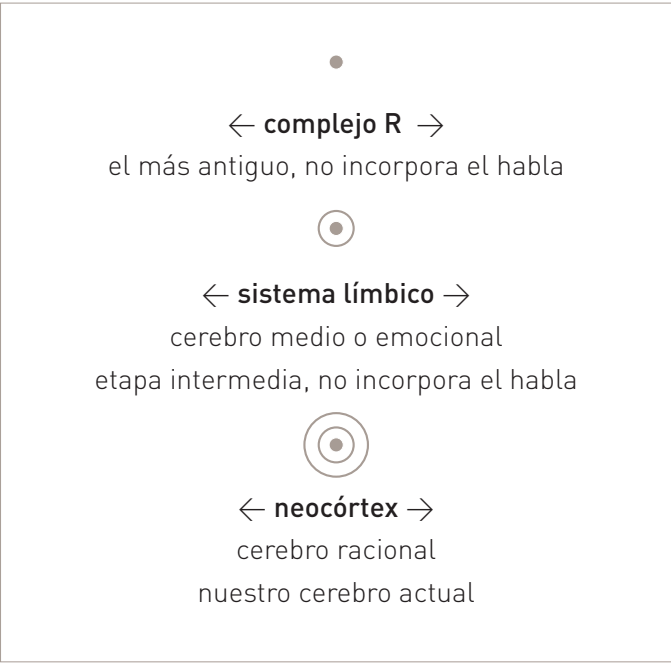 ← complejo R →
el más antiguo, no incorpora el habla
← sistema límbico →
cerebro medio o emocional
etapa intermedia, no incorpora el habla
← neocórtex →
cerebro racional
nuestro cerebro actual